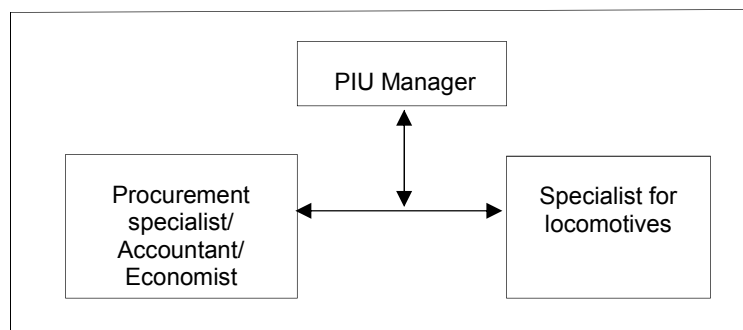 PIU Manager
Procurement
specialist/
Accountant/
Economist
Specialist for
locomotives